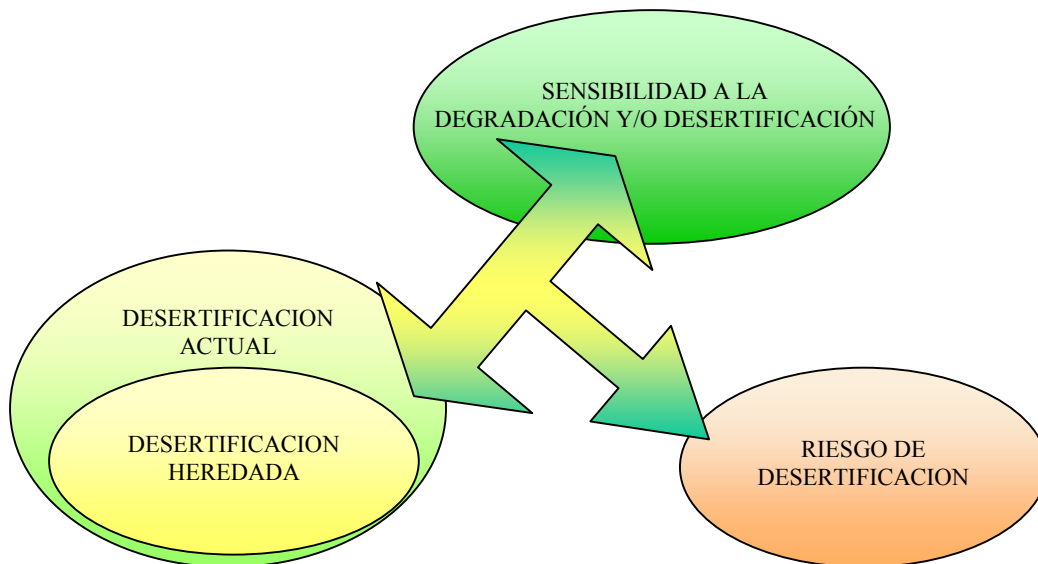 SENSIBILIDAD A LA
DEGRADACIÓN Y/O DESERTIFICACIÓN
DESERTIFICACION
ACTUAL
DESERTIFICACION
HEREDADA
RIESGO DE
DESERTIFICACION